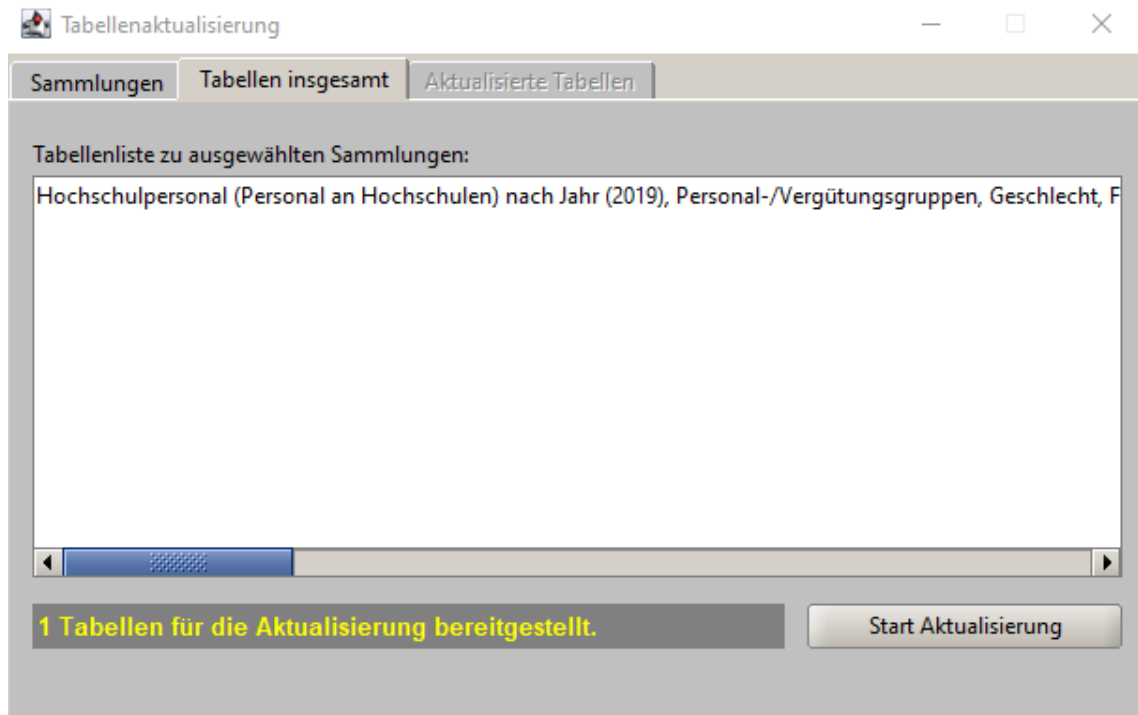 Tabellenaktualisierung
Sammlungen Tabellen insgesamt Aktualisierte Tabellen
Tabellenliste zu ausgewählten Sammlungen:
Hochschulpersonal (Personal an Hochschulen) nach Jahr (2019), Personal-/Vergütungsgruppen, Geschlecht, F
1 Tabellen für die Aktualisierung bereitgestellt.
Start Aktualisierung